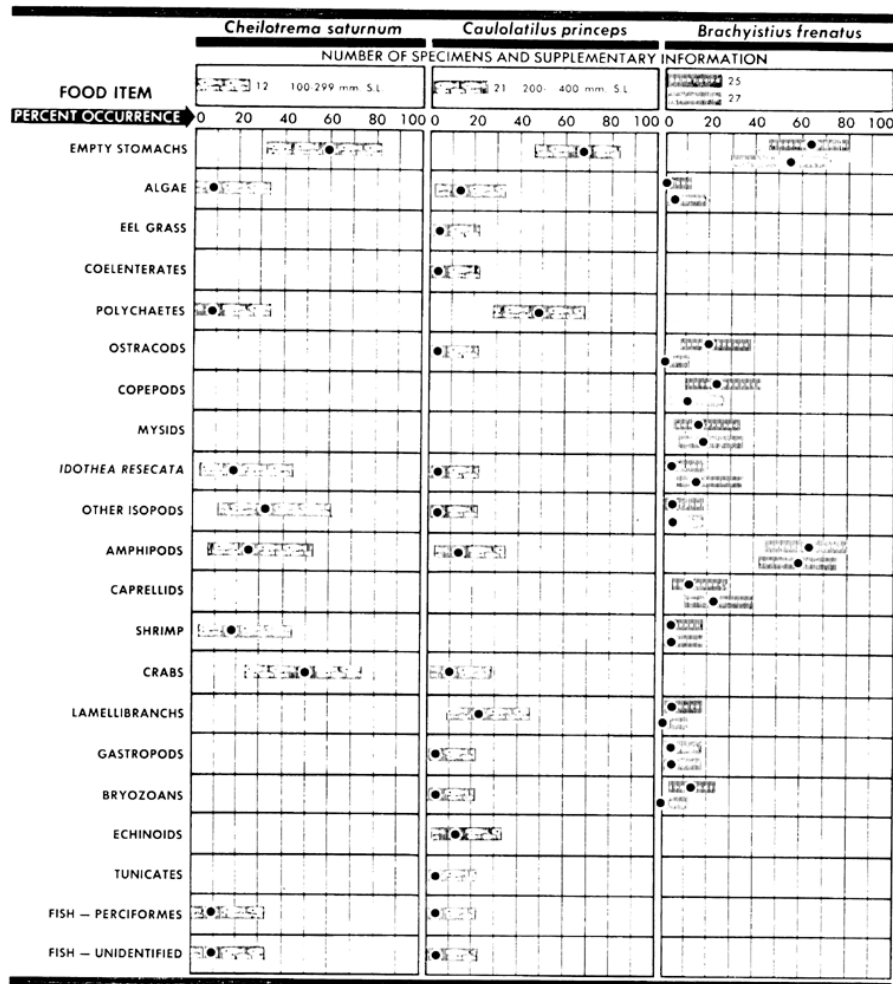 Cheilotrema saturnum Caulolatilus princeps Brachyistius frenatus
NUMBER OF SPECIMENS AND SUPPLEMENTARY INFORMATION
FOOD ITEM 12 100-299 mm. S.L. 21 200- 400 mm. S.L. 25
27
PERCENT OCCURRENCE 0 20 40 60 80 100 0 20 40 60 80 100 0 20 40 60 80 100
EMPTY STOMACHS
ALGAE
EEL GRASS
COELENTERATES
POLYCHAETES
OSTRACODS
COPEPODS
MYSIDS
IDOTHEA RESECATA
OTHER ISOPODS
AMPHIPODS
CAPRELLIDS
SHRIMP
CRABS
LAMELLIBRANCHS
GASTROPODS
BRYOZOANS
ECHINOIDS
TUNICATES
FISH — PERCIFORMES
FISH — UNIDENTIFIED